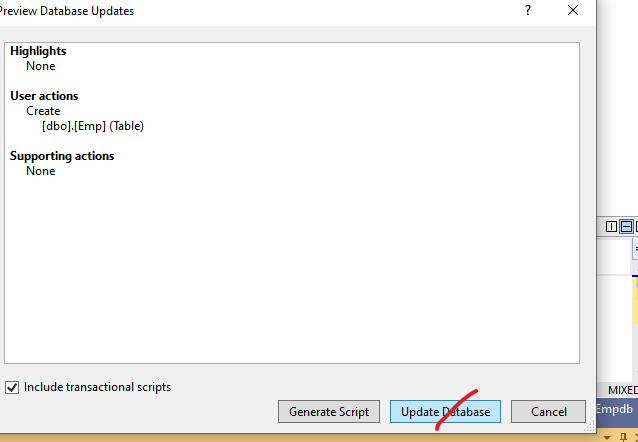 Preview Database Updates
?
Highlights
None
User actions
Create
[dbo].[Emp] (Table)
Supporting actions
None
Include transactional scripts
MIXED
Generate Script
Update Database
Cancel
Empdb